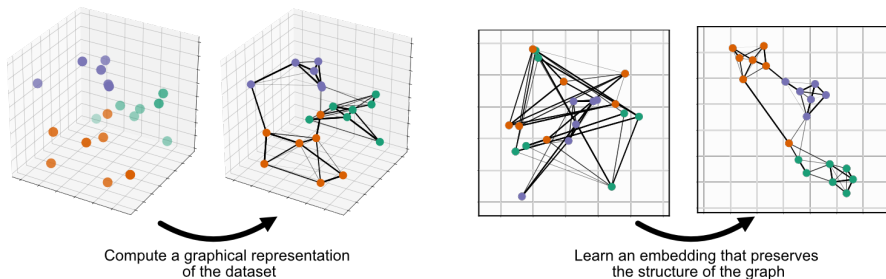 Compute a graphical representation
of the dataset
Learn an embedding that preserves
the structure of the graph